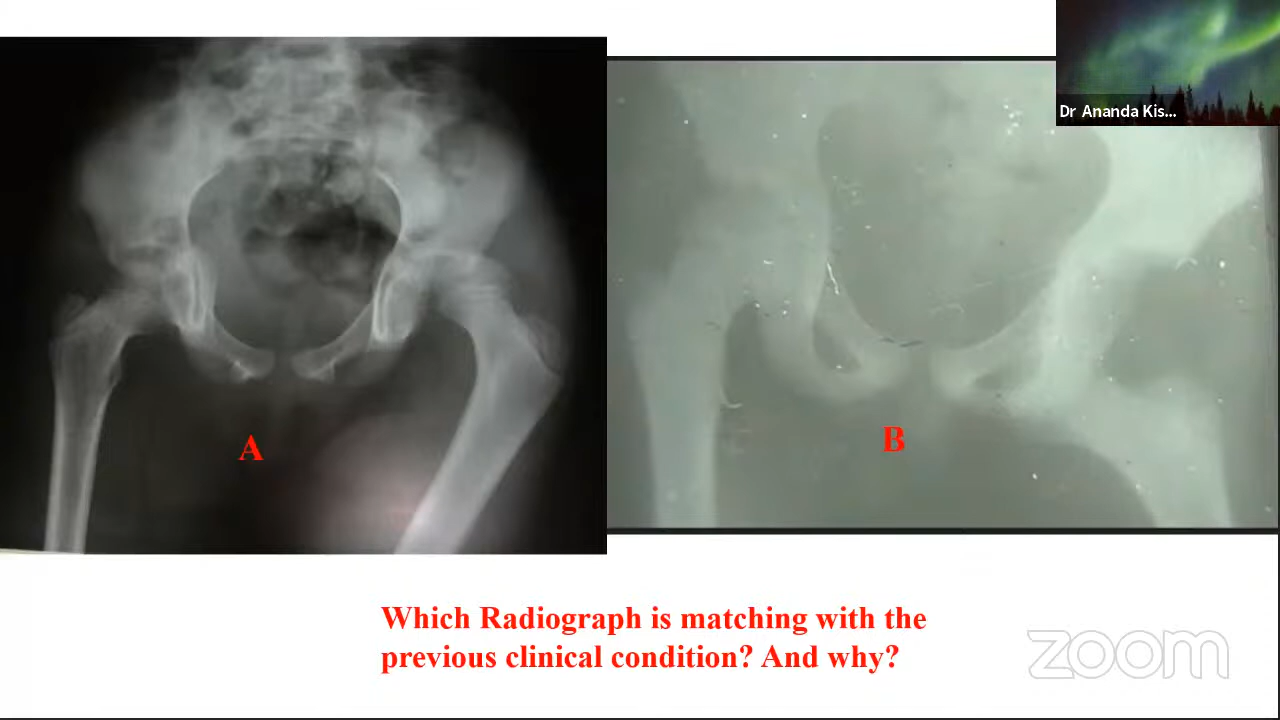 Dr Ananda Kis...
A
B
Which Radiograph is matching with the
previous clinical condition? And why?
zoom